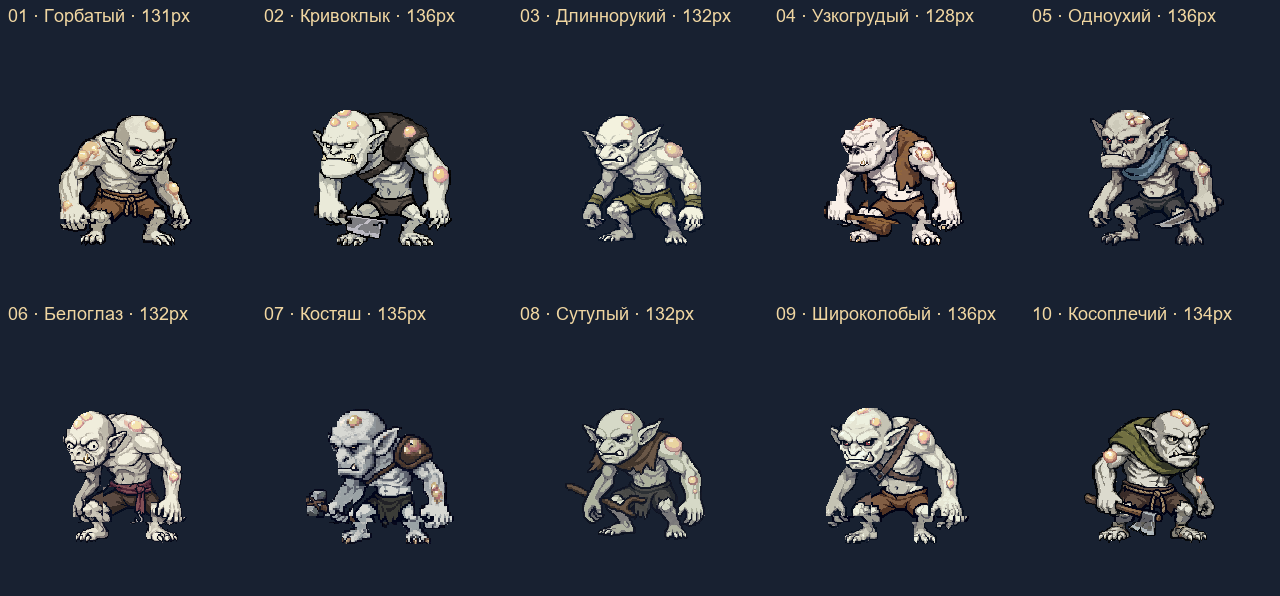 01 · Горбатый · 131px
02 · Кривоклык · 136px
03 · Длиннорукий · 132px
04 · Узкогрудый · 128px
05 · Одноухий · 136px
06 · Белоглаз · 132px
07 · Костяш · 135px
08 · Сутулый · 132px
09 · Широколобый · 136px
10 · Косоплечий · 134px